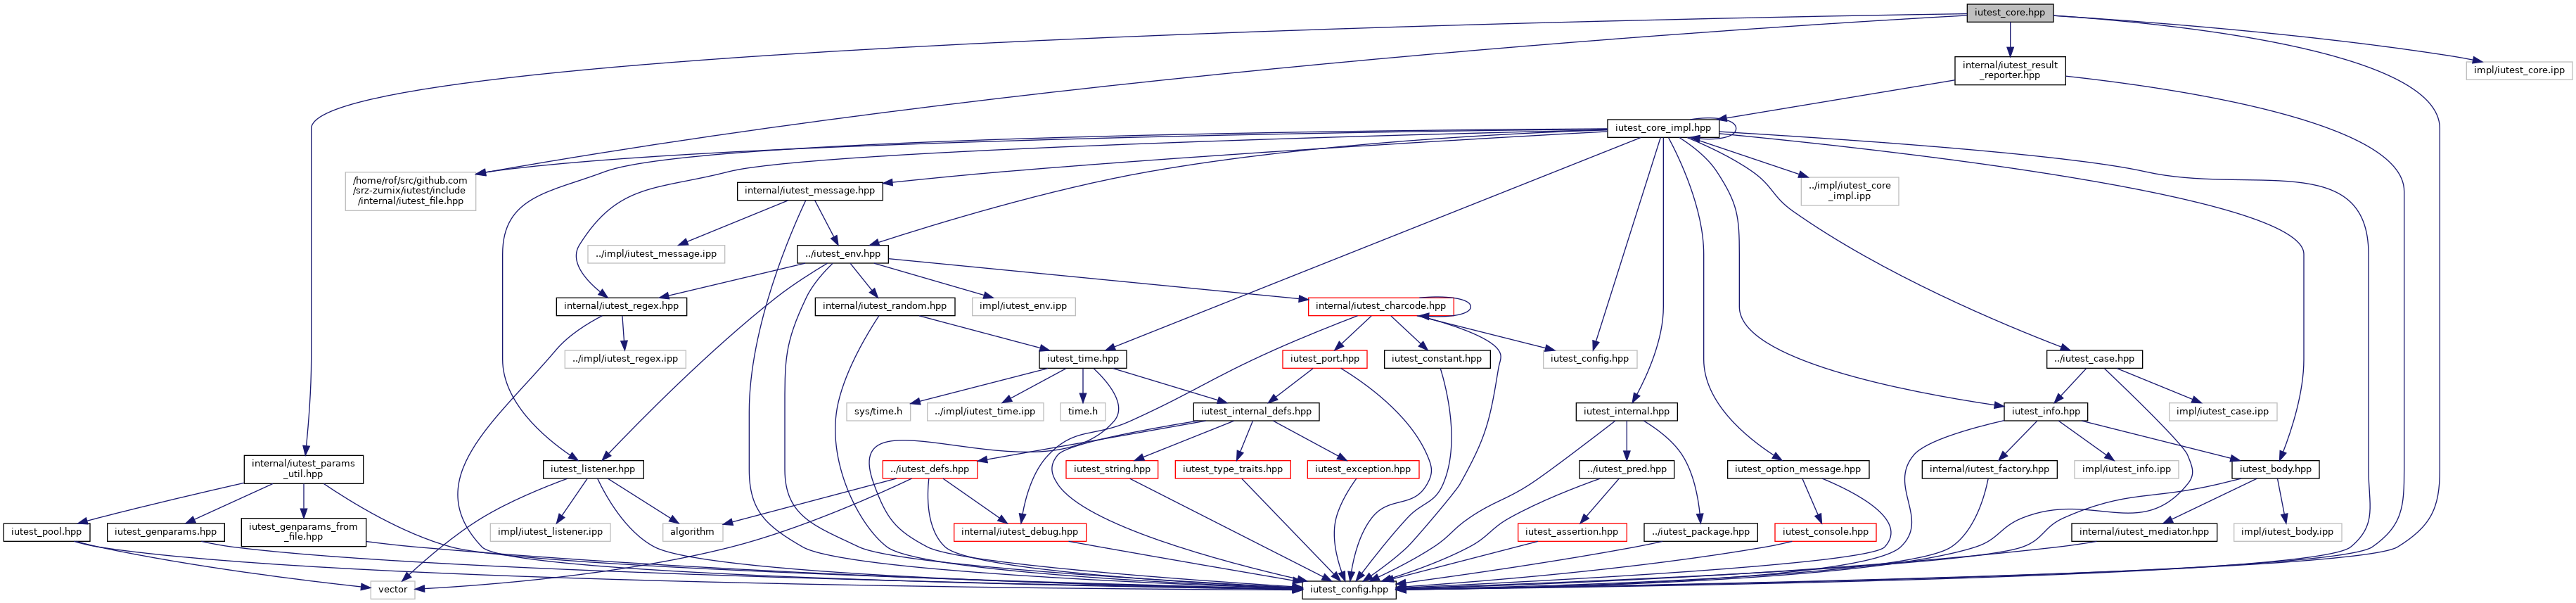 iutest_core.hpp
internal/iutest_result
_reporter.hpp
impl/iutest_core.ipp
iutest_core_impl.hpp
/home/rof/src/github.com
/srz-zumix/iutest/include
/internal/iutest_file.hpp
internal/iutest_message.hpp
../impl/iutest_core
_impl.ipp
../impl/iutest_message.ipp
../iutest_env.hpp
internal/iutest_regex.hpp
internal/iutest_random.hpp
impl/iutest_env.ipp
internal/iutest_charcode.hpp
../impl/iutest_regex.ipp
iutest_time.hpp
iutest_port.hpp
iutest_constant.hpp
iutest_config.hpp
../iutest_case.hpp
sys/time.h
../impl/iutest_time.ipp
time.h
iutest_internal_defs.hpp
iutest_internal.hpp
iutest_info.hpp
impl/iutest_case.ipp
internal/iutest_params
_util.hpp
iutest_listener.hpp
../iutest_defs.hpp
iutest_string.hpp
iutest_type_traits.hpp
iutest_exception.hpp
../iutest_pred.hpp
iutest_option_message.hpp
internal/iutest_factory.hpp
impl/iutest_info.ipp
iutest_body.hpp
iutest_pool.hpp
iutest_genparams.hpp
iutest_genparams_from
_file.hpp
impl/iutest_listener.ipp
algorithm
internal/iutest_debug.hpp
iutest_assertion.hpp
../iutest_package.hpp
iutest_console.hpp
internal/iutest_mediator.hpp
impl/iutest_body.ipp
vector
iutest_config.hpp